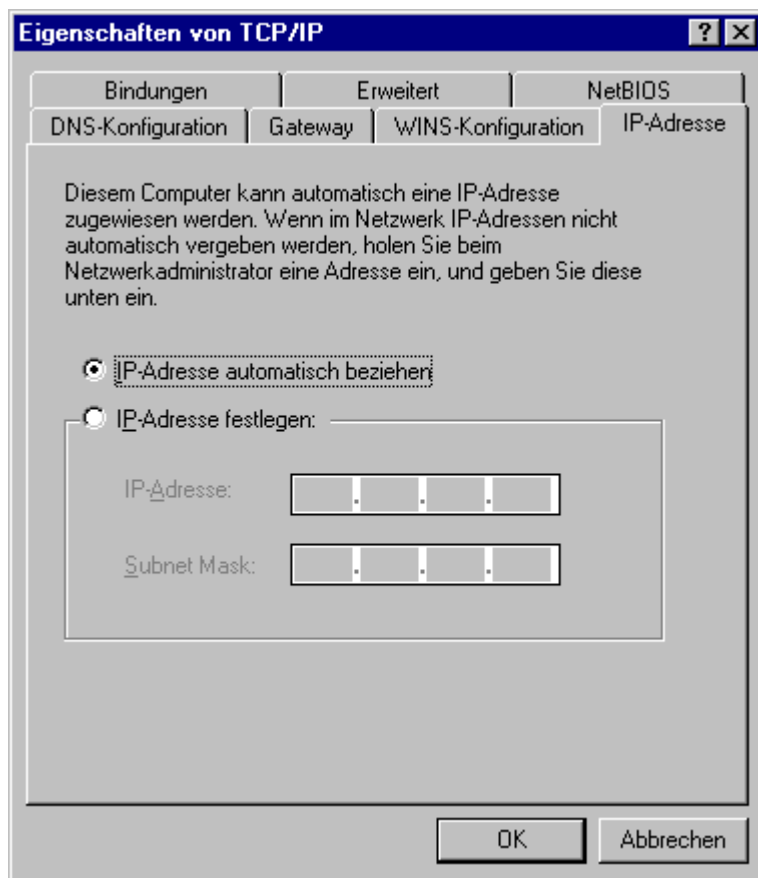 Eigenschaften von TCP/IP
Bindungen
Erweitert
NetBIOS
DNS-Konfiguration
Gateway
WINS-Konfiguration
IP-Adresse
Diesem Computer kann automatisch eine IP-Adresse
zugewiesen werden. Wenn im Netzwerk IP-Adressen nicht
automatisch vergeben werden, holen Sie beim
Netzwerkadministrator eine Adresse ein, und geben Sie diese
unten ein.
IP-Adresse automatisch beziehen
IP-Adresse festlegen:
IP-Adresse:
Subnet Mask:
OK
Abbrechen